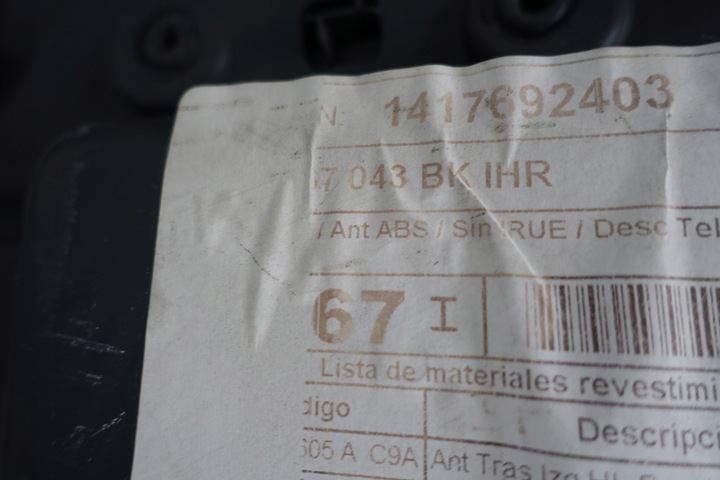 N 1417692403
67 043 BK IHR
/ Ant ABS / Sin RUE / Desc Tel
67 I
Lista de materiales revestimi
digo
Descripci
605 A C9A Ant Tras Izq